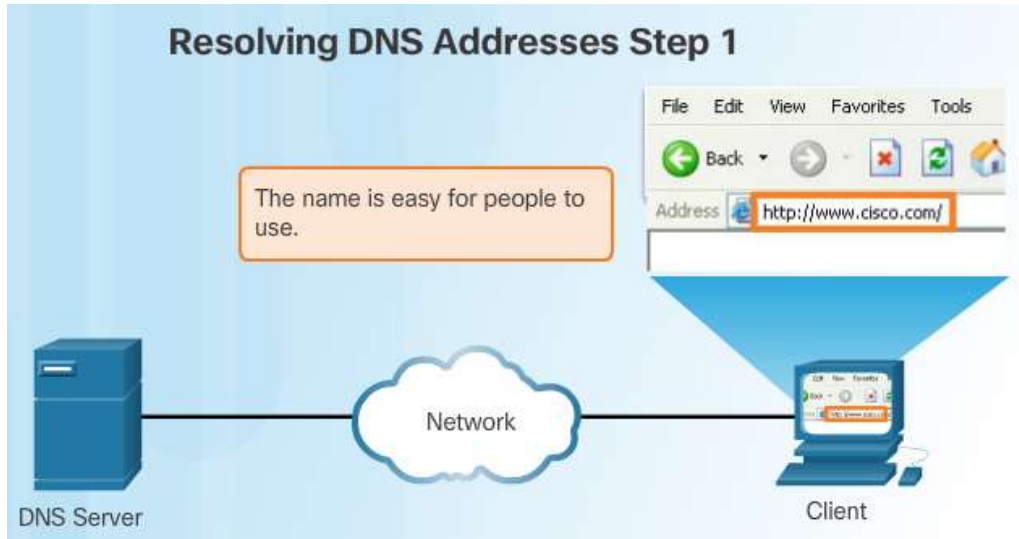 Resolving DNS Addresses Step 1
File Edit View Favorites Tools
Back
The name is easy for people to
use.
Address http://www.cisco.com/
Network
DNS Server
Client